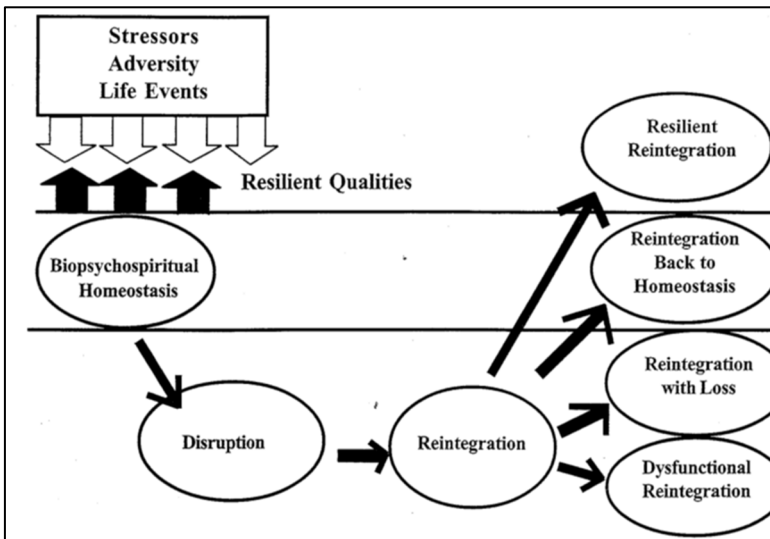 Stressors
Adversity
Life Events
Resilient Qualities
Biopsychospiritual
Homeostasis
Disruption
Reintegration
Resilient
Reintegration
Reintegration
Back to
Homeostasis
Reintegration
with Loss
Dysfunctional
Reintegration